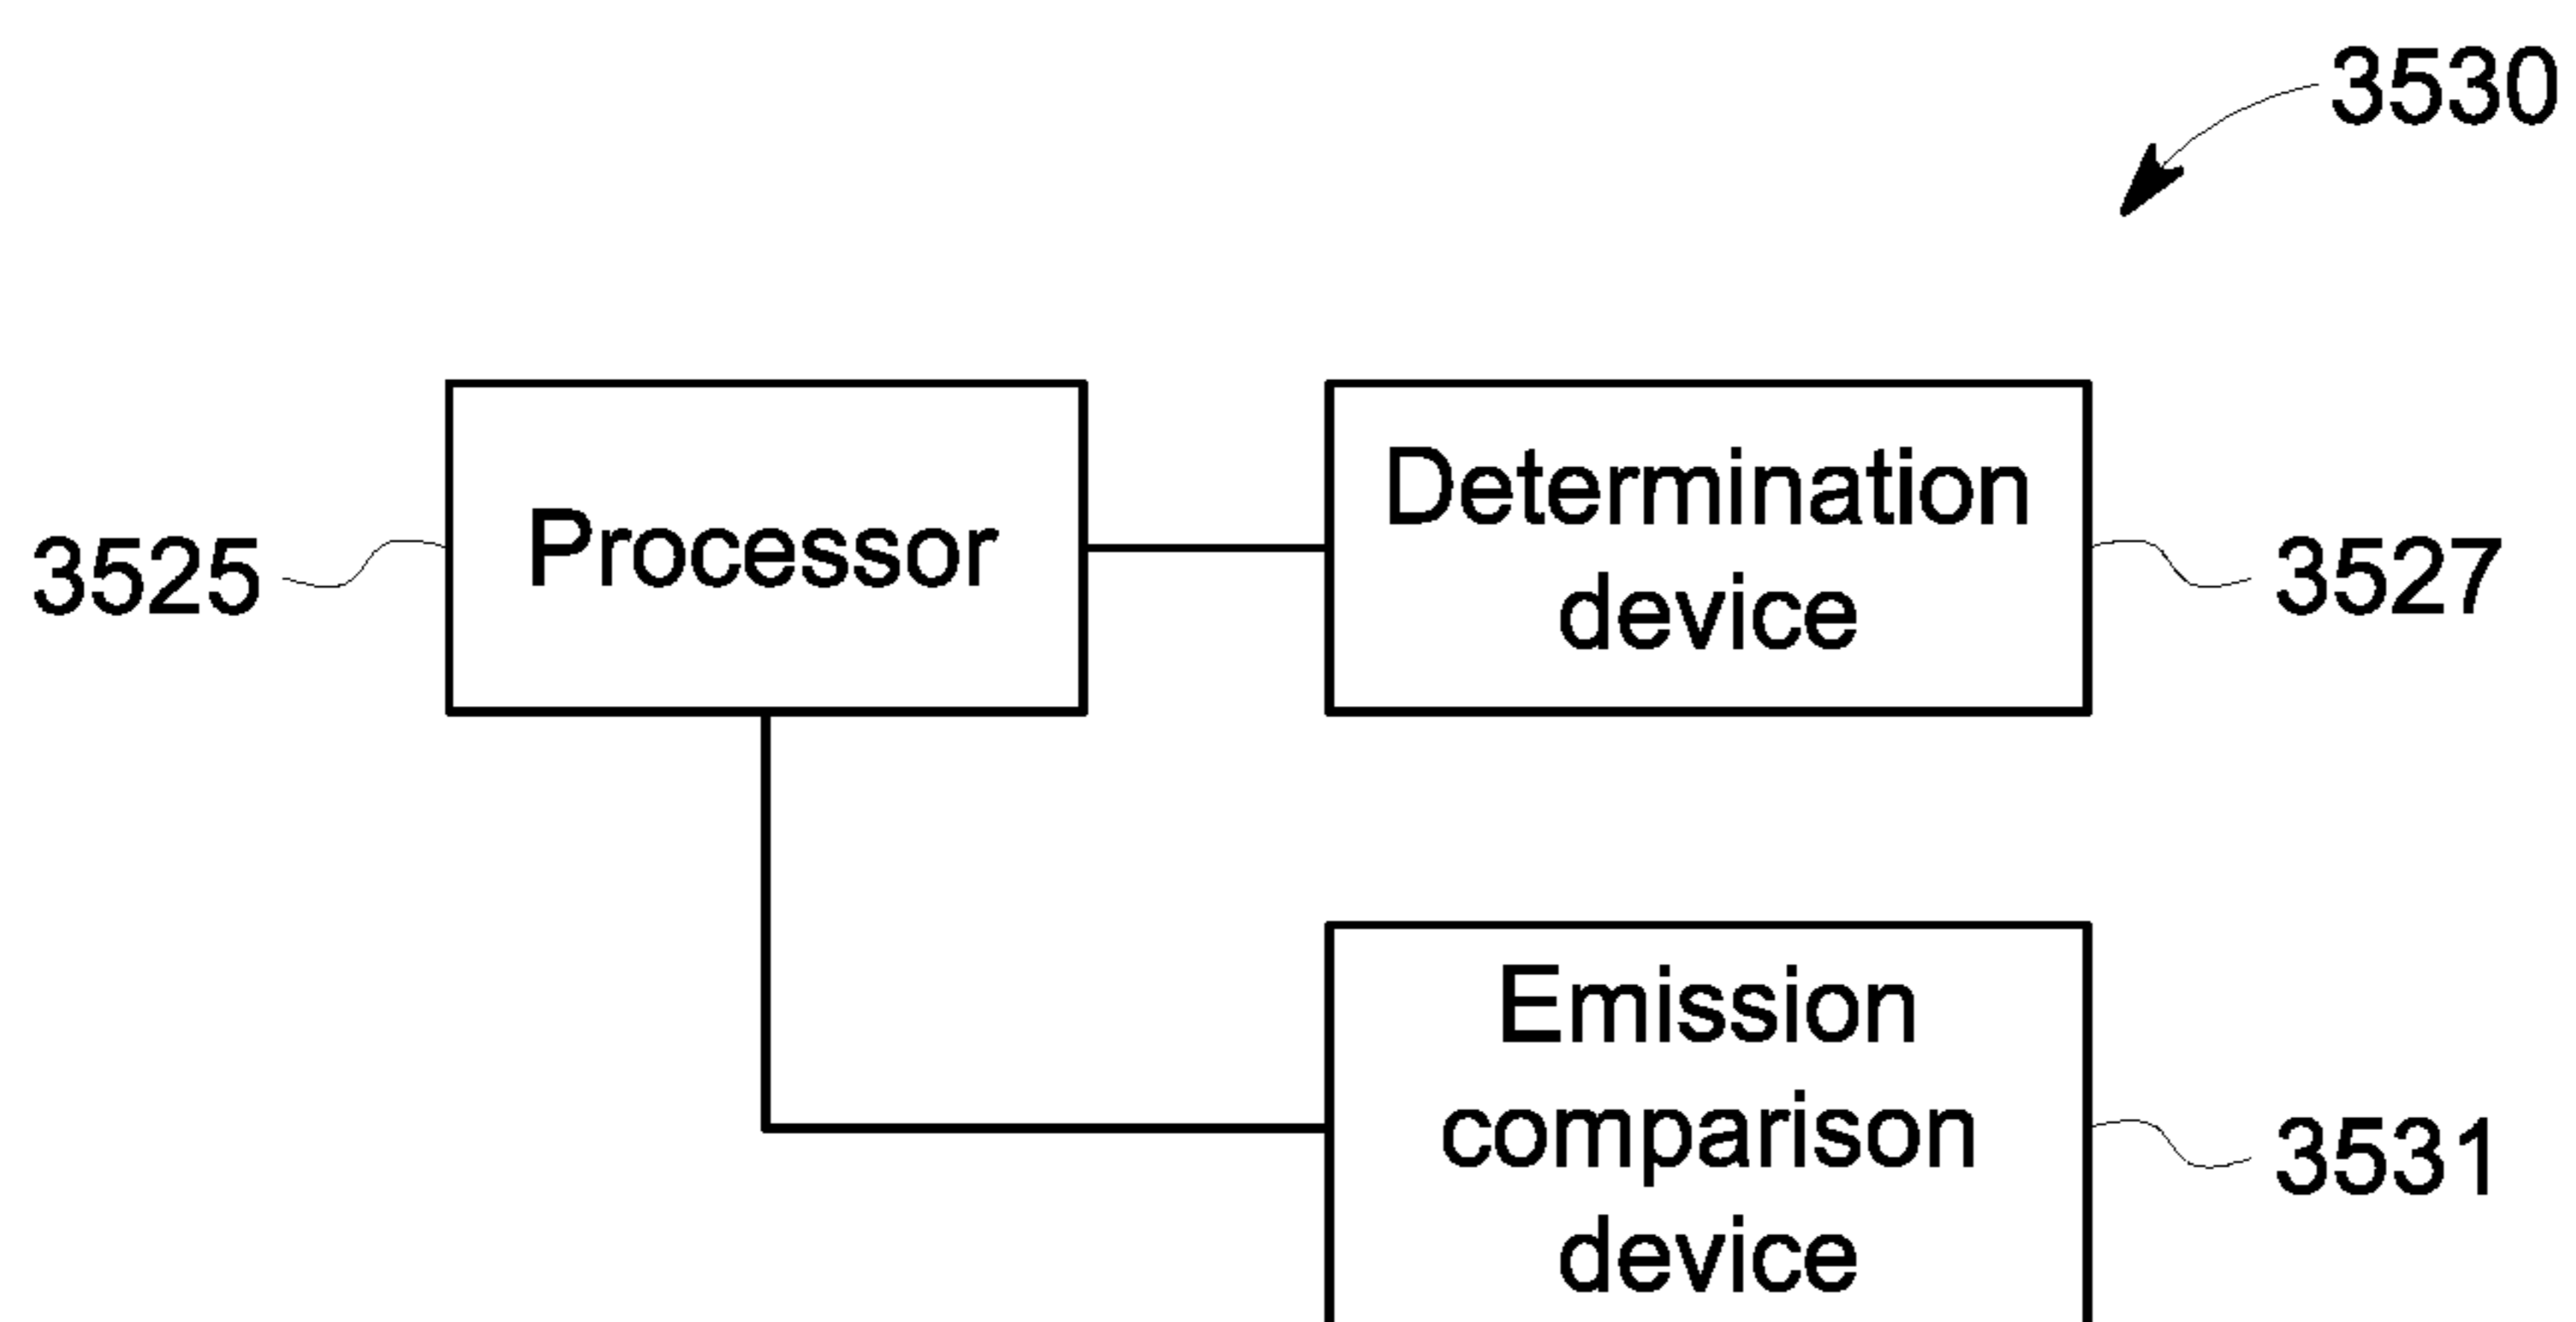 3530
Processor
Determination
device
3525
3527
Emission
comparison
device
3531